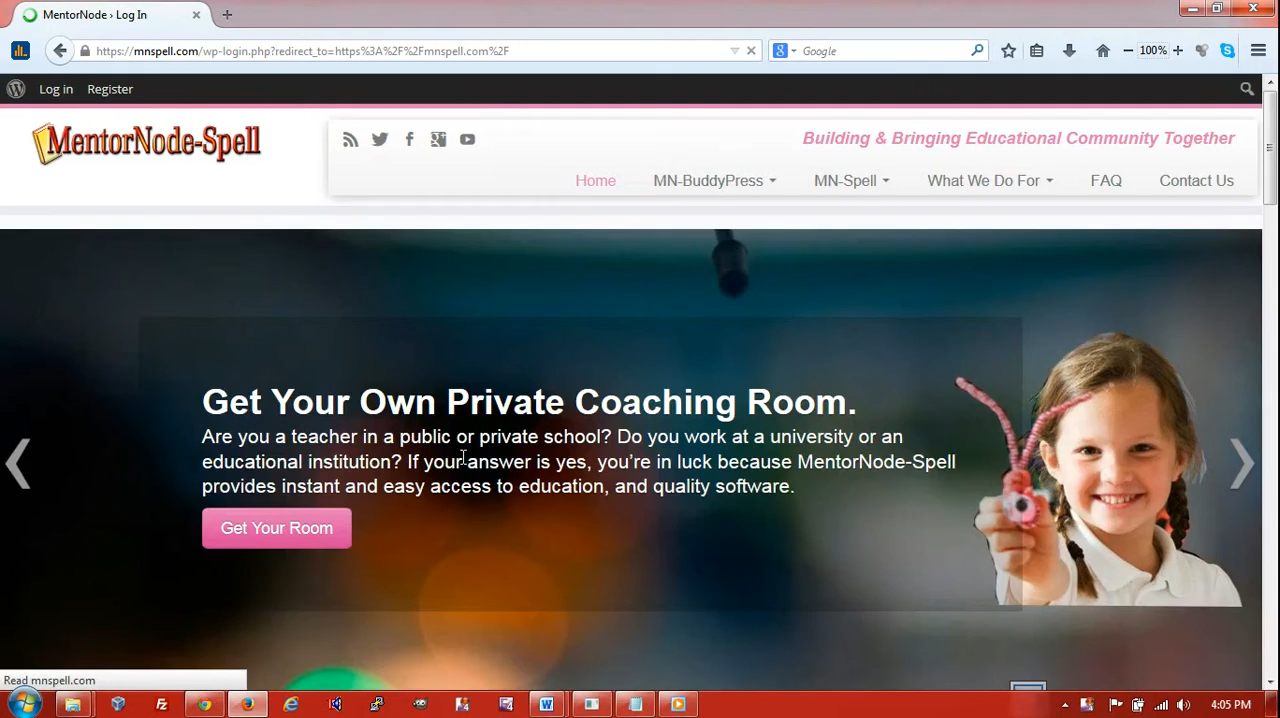 MentorNode › Log In
https://mnspell.com/wp-login.php?redirect_to=https%3A%2F%2Fmnspell.com%2F
Google
100%
Log in
Register
MentorNode-Spell
Building & Bringing Educational Community Together
Home
MN-BuddyPress
MN-Spell
What We Do For
FAQ
Contact Us
Get Your Own Private Coaching Room.
Are you a teacher in a public or private school? Do you work at a university or an
educational institution? If your answer is yes, you’re in luck because MentorNode-Spell
provides instant and easy access to education, and quality software.
Get Your Room
Read mnspell.com
4:05 PM